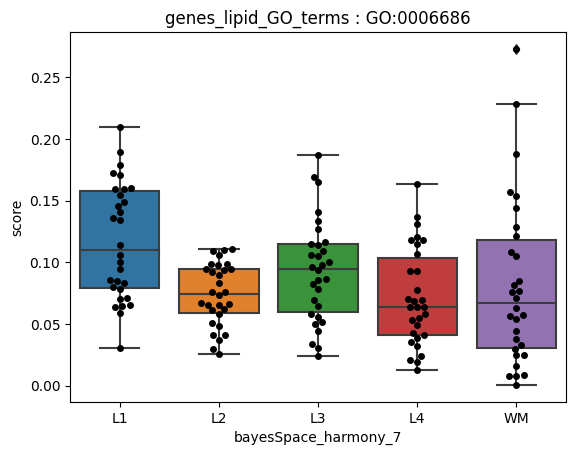 genes_lipid_GO_terms : GO:0006686
0.25
0.20
0.15
0.10
0.05
0.00
score
L1 L2 L3 L4 WM
bayesSpace_harmony_7